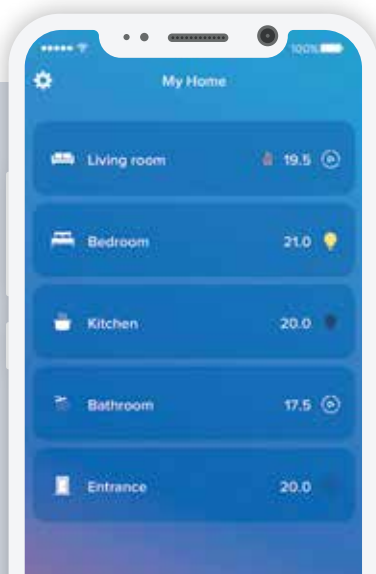 100%
My Home
Living room 19.5
Bedroom 21.0
Kitchen 20.0
Bathroom 17.5
Entrance 20.0